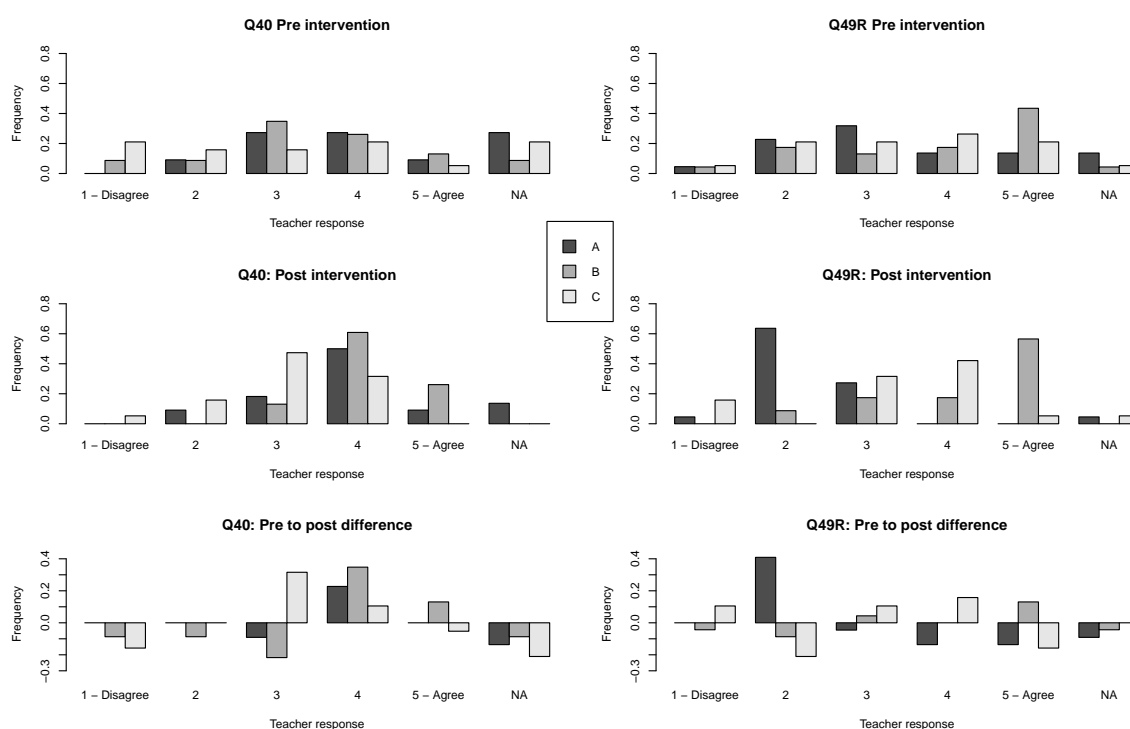 Q40 Pre intervention
Frequency
0.0 0.2 0.4 0.6 0.8
1 − Disagree 2 3 4 5 − Agree NA
Teacher response
Q49R Pre intervention
Frequency
0.0 0.2 0.4 0.6 0.8
1 − Disagree 2 3 4 5 − Agree NA
Teacher response
A
B
C
Q40: Post intervention
Frequency
0.0 0.2 0.4 0.6 0.8
1 − Disagree 2 3 4 5 − Agree NA
Teacher response
Q49R: Post intervention
Frequency
0.0 0.2 0.4 0.6 0.8
1 − Disagree 2 3 4 5 − Agree NA
Teacher response
Q40: Pre to post difference
Frequency
−0.3 0.0 0.2 0.4
1 − Disagree 2 3 4 5 − Agree NA
Teacher response
Q49R: Pre to post difference
Frequency
−0.3 0.0 0.2 0.4
1 − Disagree 2 3 4 5 − Agree NA
Teacher response